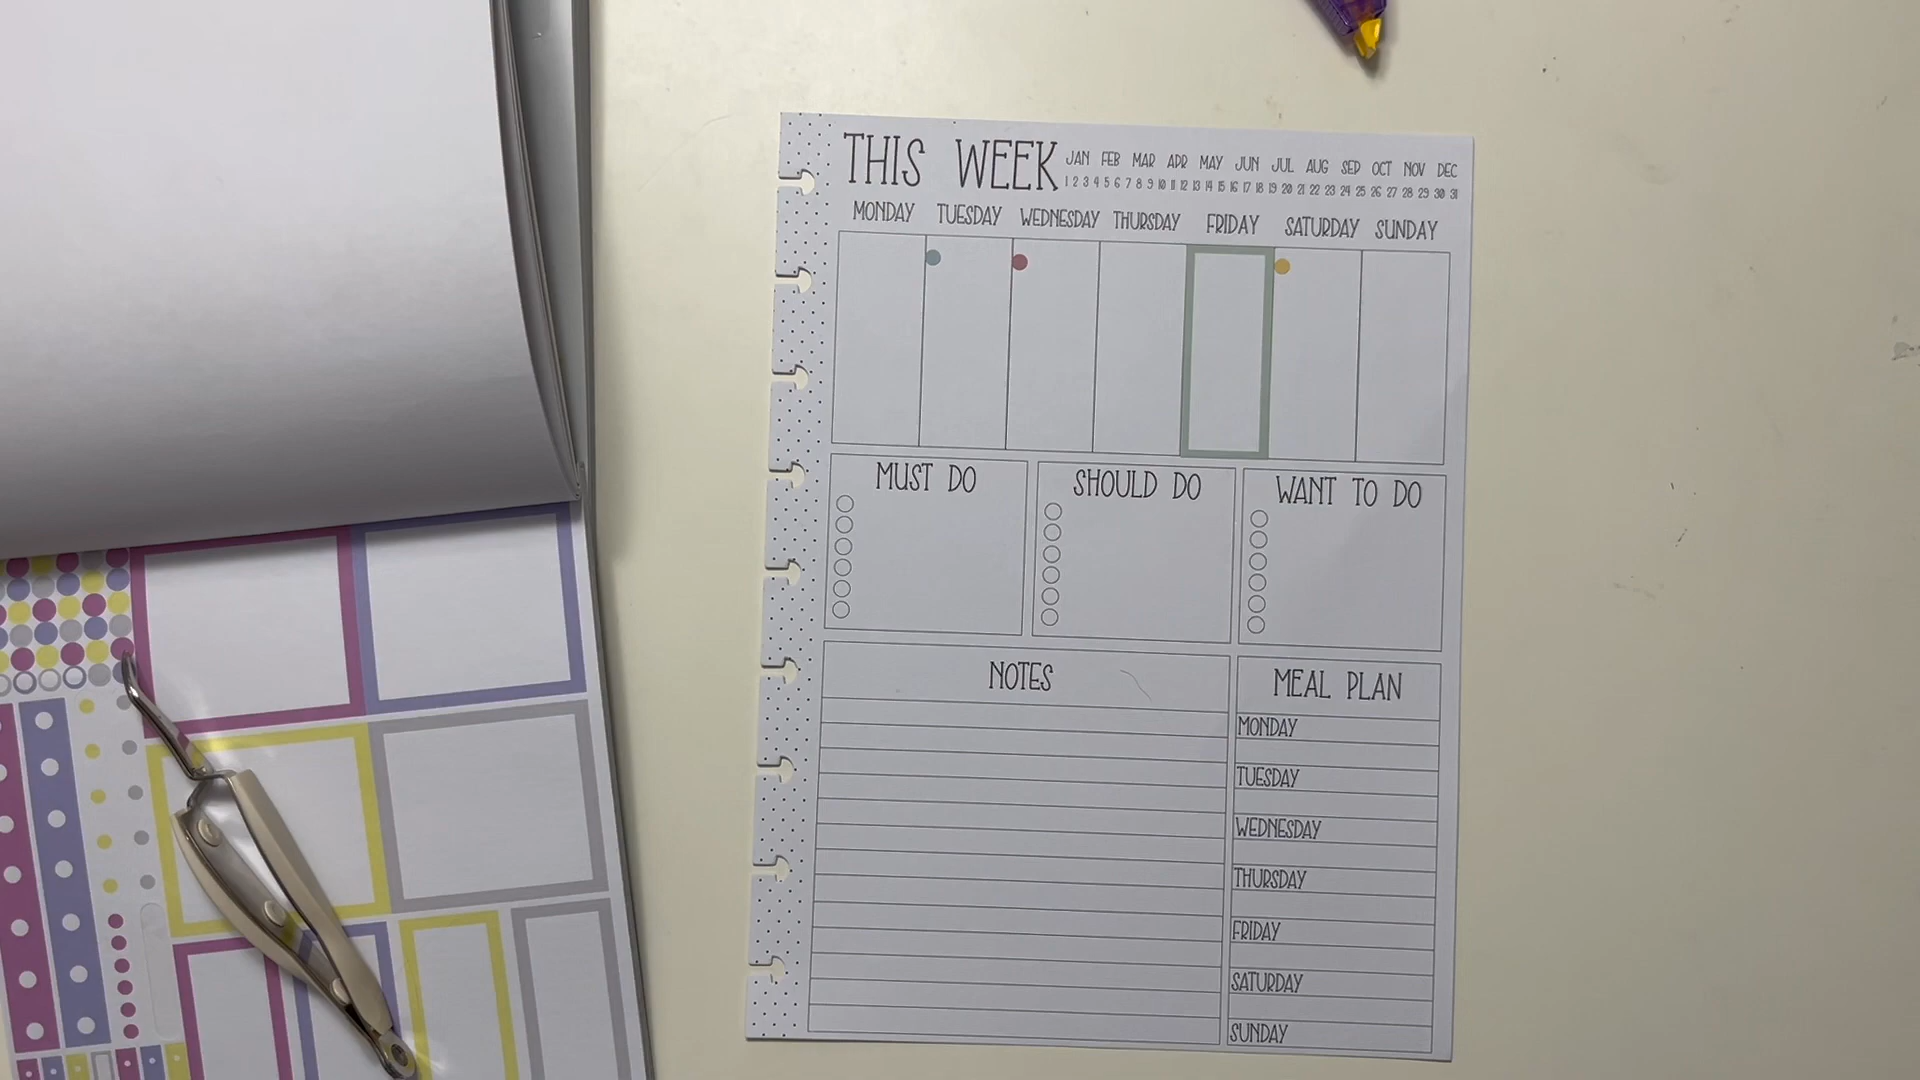 THIS WEEK
JAN FEB MAR APR MAY JUN JUL AUG SEP OCT NOV DEC
1 2 3 4 5 6 7 8 9 10 11 12 13 14 15 16 17 18 19 20 21 22 23 24 25 26 27 28 29 30 31
MONDAY TUESDAY WEDNESDAY THURSDAY FRIDAY SATURDAY SUNDAY
MUST DO
SHOULD DO
WANT TO DO
NOTES
MEAL PLAN
MONDAY
TUESDAY
WEDNESDAY
THURSDAY
FRIDAY
SATURDAY
SUNDAY